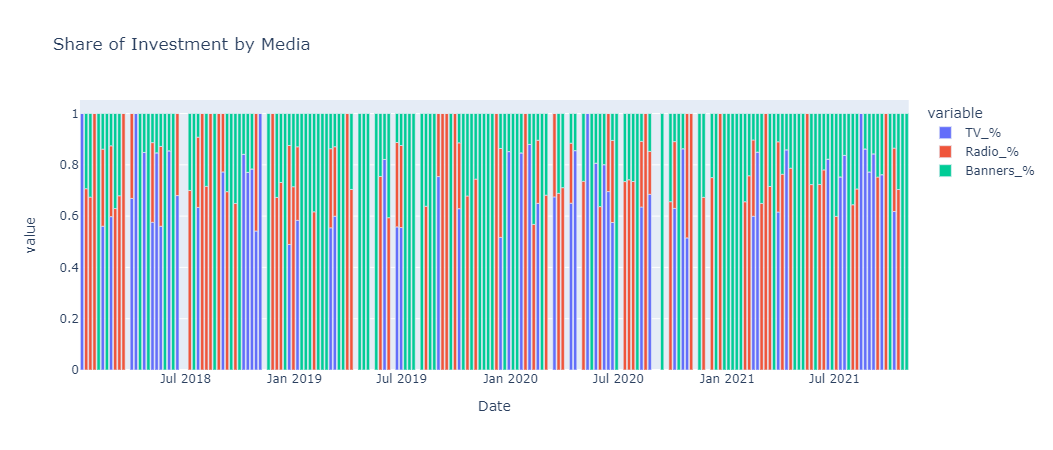 Share of Investment by Media
variable
TV_%
Radio_%
Banners_%
value
1
0.8
0.6
0.4
0.2
0
Jul 2018
Jan 2019
Jul 2019
Jan 2020
Jul 2020
Jan 2021
Jul 2021
Date